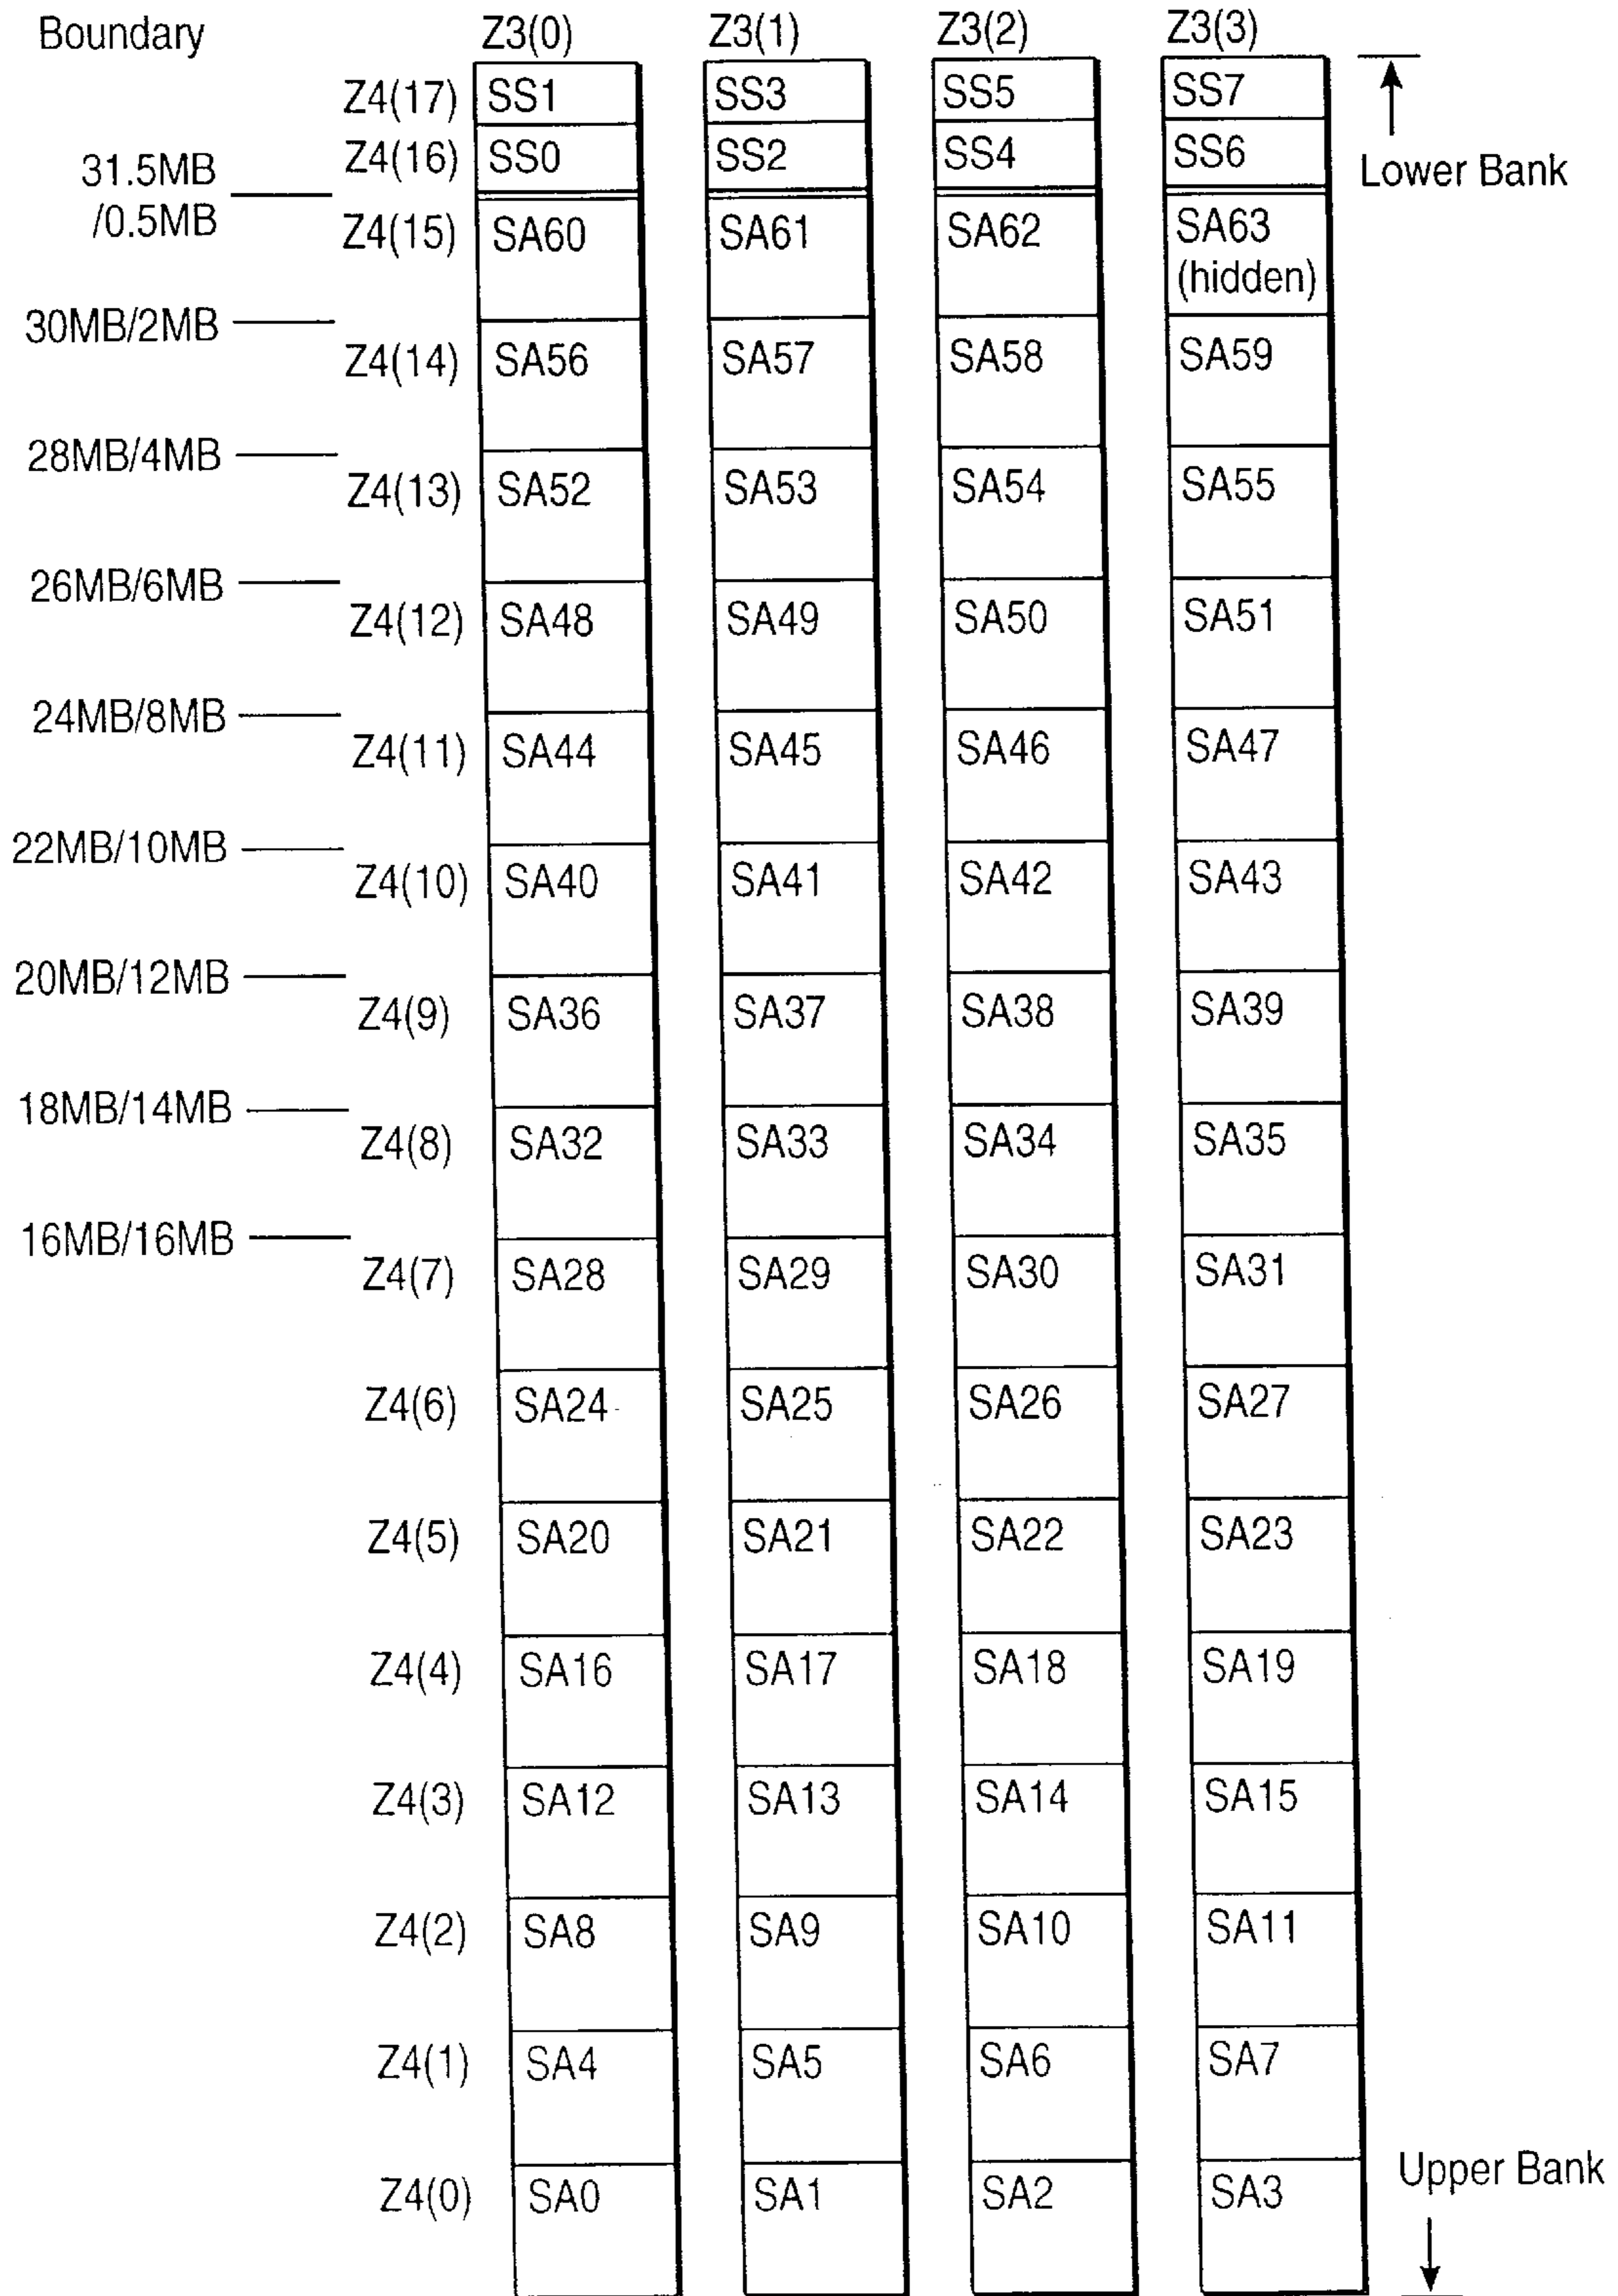 Boundary Z3(0) Z3(1) Z3(2) Z3(3)
Z4(17) SS1 SS3 SS5 SS7
Z4(16) SS0 SS2 SS4 SS6 Lower Bank
31.5MB
/0.5MB
Z4(15) SA60 SA61 SA62 SA63
(hidden)
30MB/2MB
Z4(14) SA56 SA57 SA58 SA59
28MB/4MB
Z4(13) SA52 SA53 SA54 SA55
26MB/6MB
Z4(12) SA48 SA49 SA50 SA51
24MB/8MB
Z4(11) SA44 SA45 SA46 SA47
22MB/10MB
Z4(10) SA40 SA41 SA42 SA43
20MB/12MB
Z4(9) SA36 SA37 SA38 SA39
18MB/14MB
Z4(8) SA32 SA33 SA34 SA35
16MB/16MB
Z4(7) SA28 SA29 SA30 SA31
Z4(6) SA24 SA25 SA26 SA27
Z4(5) SA20 SA21 SA22 SA23
Z4(4) SA16 SA17 SA18 SA19
Z4(3) SA12 SA13 SA14 SA15
Z4(2) SA8 SA9 SA10 SA11
Z4(1) SA4 SA5 SA6 SA7
Upper Bank
Z4(0) SA0 SA1 SA2 SA3